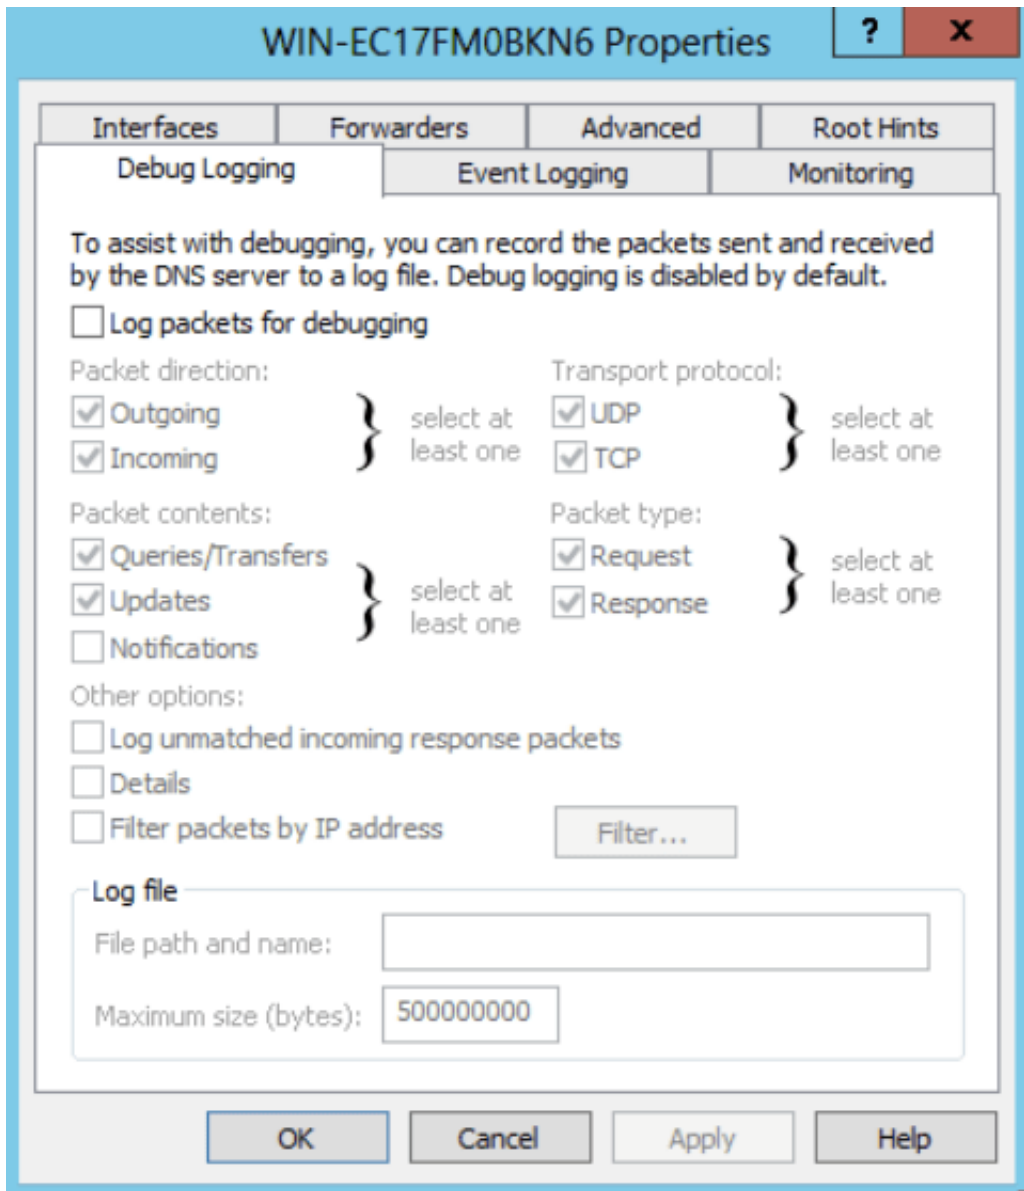 WIN-EC17FM0BKN6 Properties
?
x
Interfaces
Forwarders
Advanced
Root Hints
Debug Logging
Event Logging
Monitoring
To assist with debugging, you can record the packets sent and received
by the DNS server to a log file. Debug logging is disabled by default.
Log packets for debugging
Packet direction:
Outgoing
Incoming
select at
least one
Transport protocol:
UDP
TCP
select at
least one
Packet contents:
Queries/Transfers
Updates
Notifications
select at
least one
Packet type:
Request
Response
select at
least one
Other options:
Log unmatched incoming response packets
Details
Filter packets by IP address
Filter...
Log file
File path and name:
Maximum size (bytes):
500000000
OK
Cancel
Apply
Help